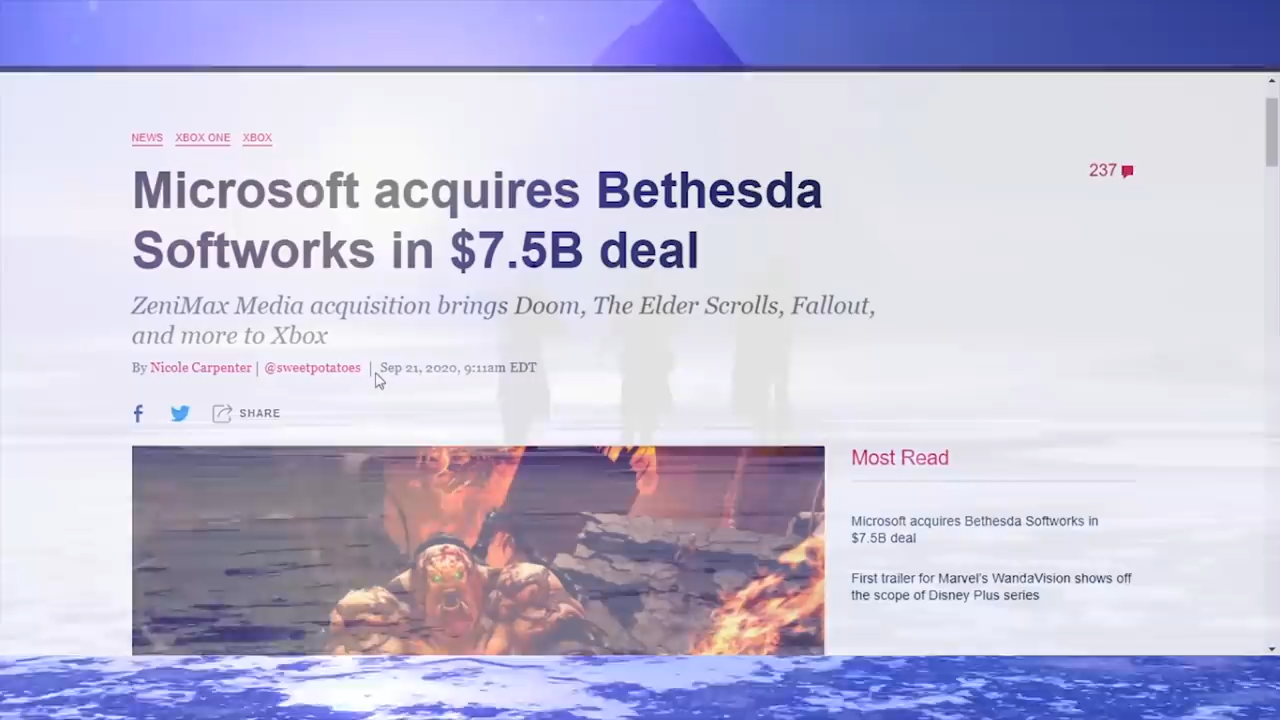 NEWS XBOX ONE XBOX
237
Microsoft acquires Bethesda
Softworks in $7.5B deal
ZeniMax Media acquisition brings Doom, The Elder Scrolls, Fallout,
and more to Xbox
By Nicole Carpenter | @sweetpotatoes | Sep 21, 2020, 9:11am EDT
SHARE
Most Read
Microsoft acquires Bethesda Softworks in
$7.5B deal
First trailer for Marvel's WandaVision shows off
the scope of Disney Plus series